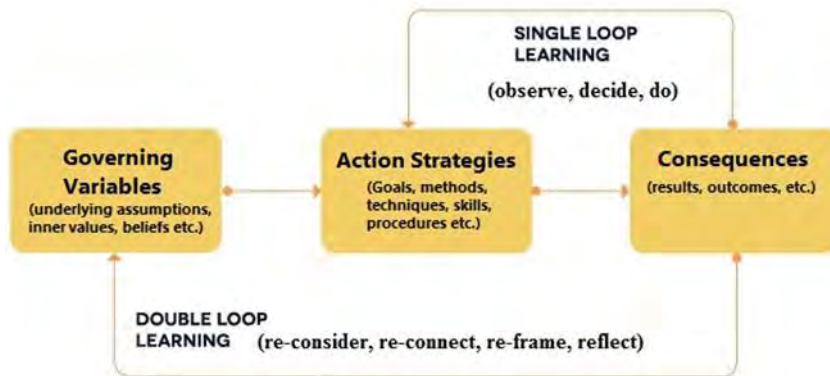 SINGLE LOOP
LEARNING
(observe, decide, do)
Governing
Variables
(underlying assumptions,
inner values, beliefs etc.)
Action Strategies
(Goals, methods,
techniques, skills,
procedures etc.)
Consequences
(results, outcomes, etc.)
DOUBLE LOOP
LEARNING (re-consider, re-connect, re-frame, reflect)